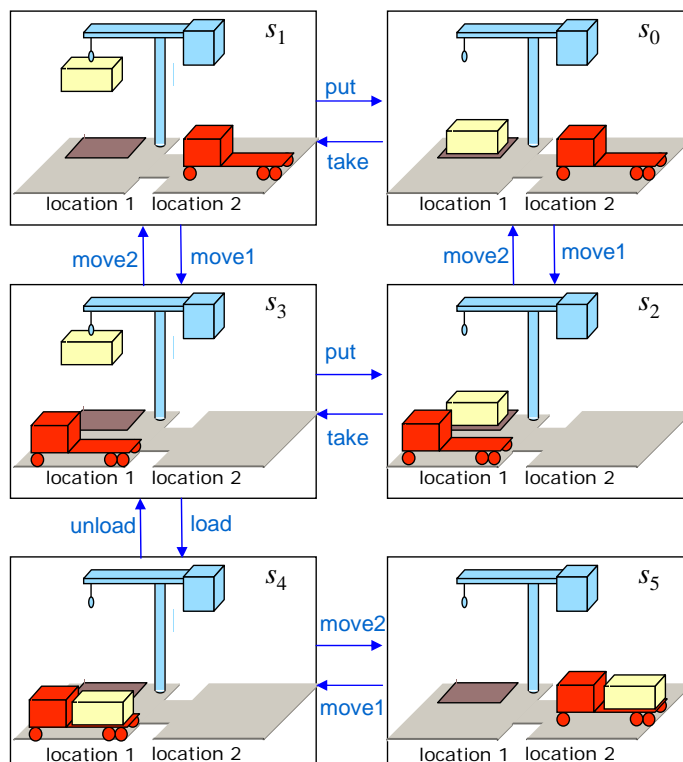 s1
s0
put
take
location 1 location 2
location 1 location 2
move2
move1
move2
move1
s3
s2
put
take
location 1 location 2
location 1 location 2
unload
load
s4
s5
move2
move1
location 1 location 2
location 1 location 2